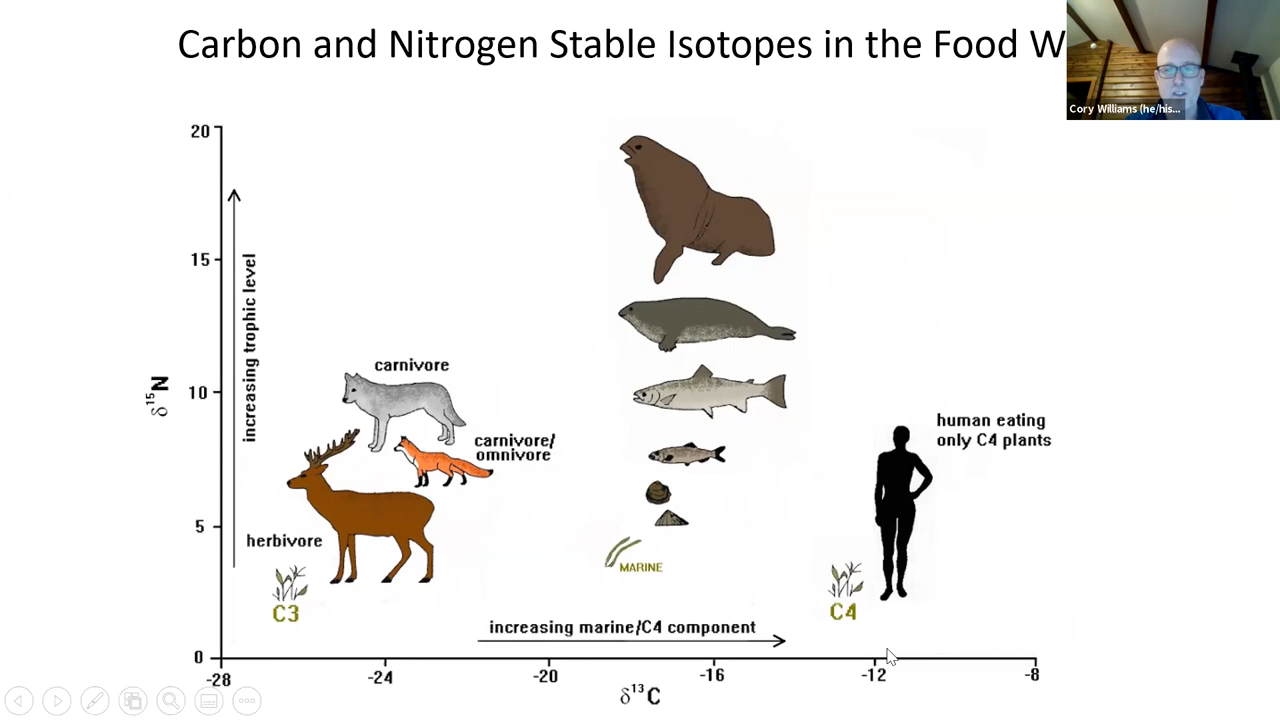 Carbon and Nitrogen Stable Isotopes in the Food W
Cory Williams (he/his...
20
15
10
5
0
δ¹⁵N
increasing trophic level
carnivore
carnivore/
omnivore
herbivore
C3
MARINE
human eating
only C4 plants
C4
increasing marine/C4 component
-28
-24
-20
-16
-12
-8
δ¹³C